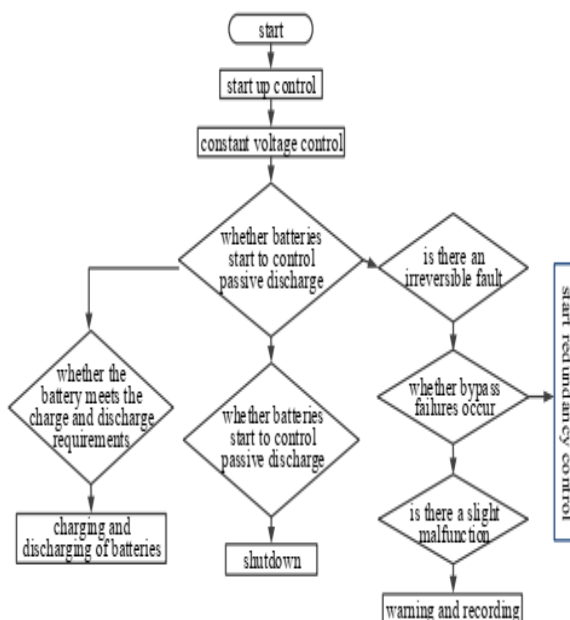 start
start up control
constant voltage control
whether batteries
start to control
passive discharge
is there an
irreversible fault
whether the
battery meets the
charge and discharge
requirements
whether batteries
start to control
passive discharge
whether bypass
failures occur
start redundancy control
is there a slight
malfunction
charging and
discharging of batteries
shutdown
warning and recording